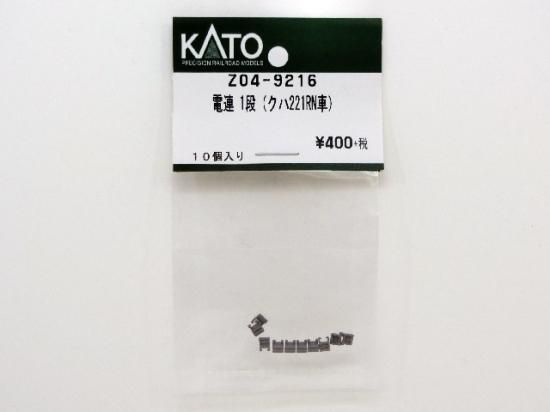 KATO
PRECISION RAILROAD MODELS
Z04-9216
電連 1段 (クハ221RN車)
¥400+税
10個入り